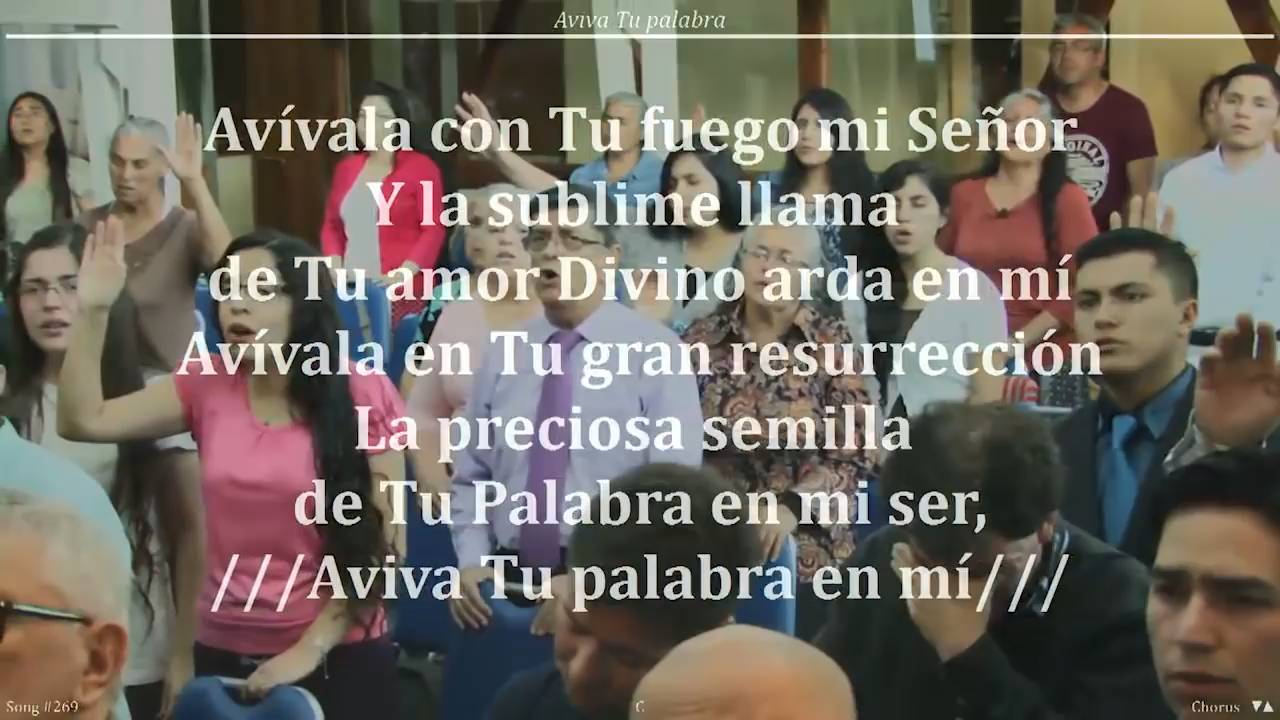 Aviva Tu palabra
Avívala con Tu fuego mi Señor
Y la sublime llama
de Tu amor Divino arda en mí
Avívala en Tu gran resurrección
La preciosa semilla
de Tu Palabra en mi ser,
///Aviva Tu palabra en mí///
Song #269
C
Chorus ▼▲